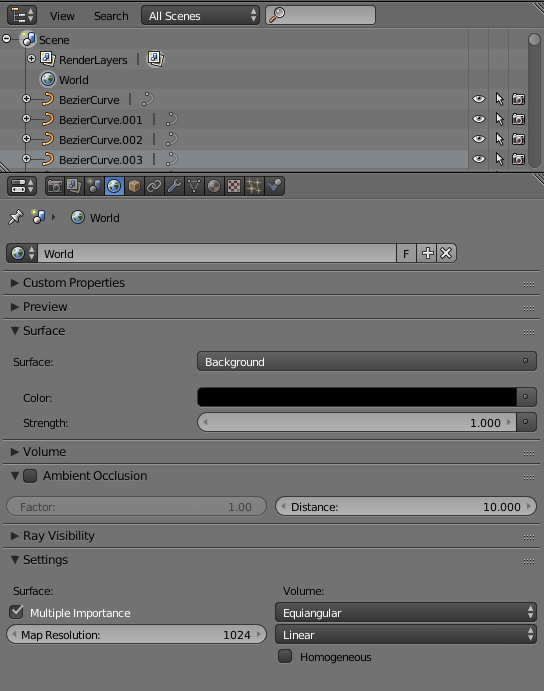 View Search All Scenes
Scene
RenderLayers |
World
BezierCurve |
BezierCurve.001 |
BezierCurve.002 |
BezierCurve.003 |
World
World F
Custom Properties
Preview
Surface
Surface: Background
Color:
Strength: 1.000
Volume
Ambient Occlusion
Factor: 1.00 Distance: 10.000
Ray Visibility
Settings
Surface: Volume:
Multiple Importance Equiangular
Map Resolution: 1024 Linear
Homogeneous